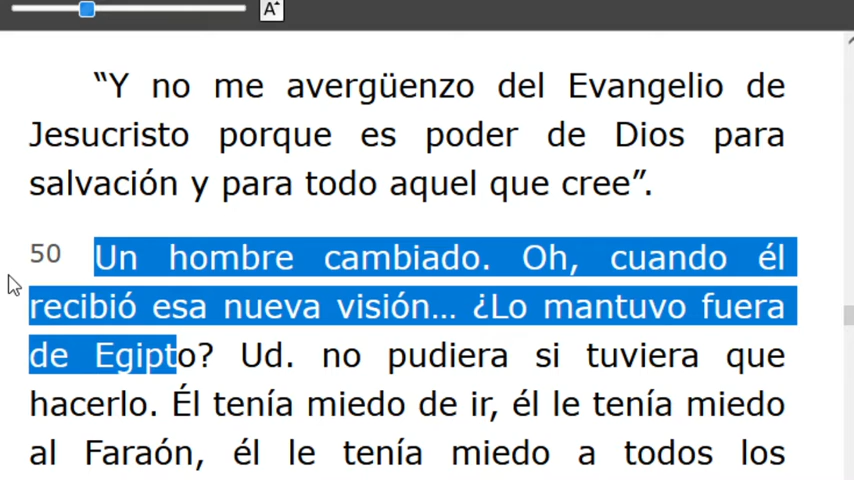 A
“Y no me avergüenzo del Evangelio de
Jesucristo porque es poder de Dios para
salvación y para todo aquel que cree”.
50 Un hombre cambiado. Oh, cuando él
recibió esa nueva visión... ¿Lo mantuvo fuera
de Egipto? Ud. no pudiera si tuviera que
hacerlo. Él tenía miedo de ir, él le tenía miedo
al Faraón, él le tenía miedo a todos los